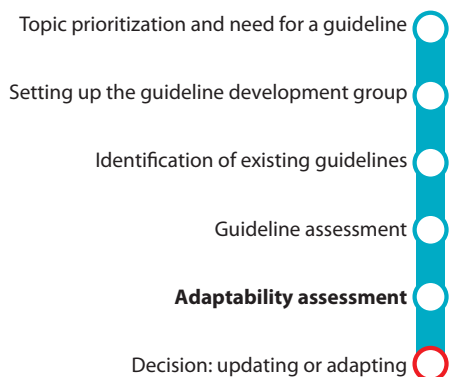 Topic prioritization and need for a guideline
Setting up the guideline development group
Identification of existing guidelines
Guideline assessment
Adaptability assessment
Decision: updating or adapting